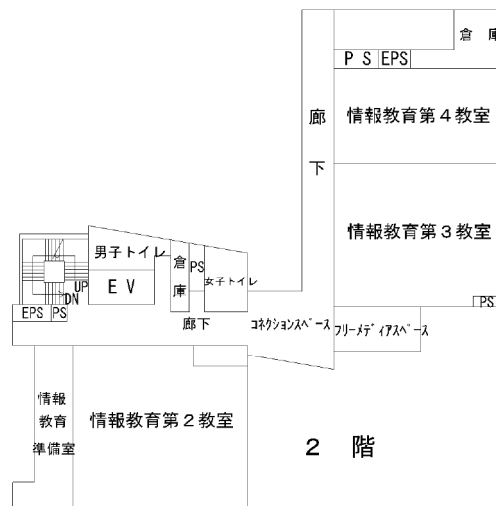 倉 庫
P S EPS
情報教育第４教室
廊
下
情報教育第３教室
PS
男子トイレ
倉
庫
PS
女子トイレ
E V
UP
DN
EPS PS
廊下
コネクションスペース
フリーメディアスペース
情報
教育
準備室
情報教育第２教室
２ 階